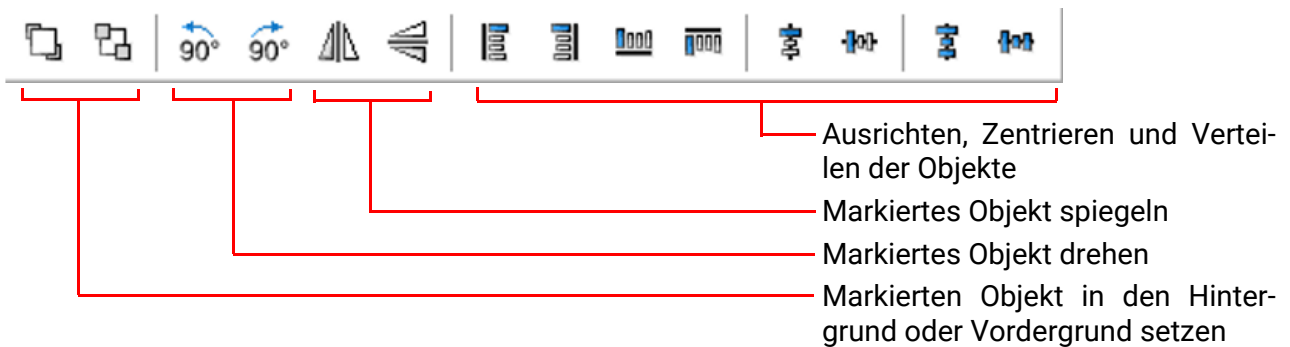 90° 90°
Ausrichten, Zentrieren und Vertei-
len der Objekte
Markiertes Objekt spiegeln
Markiertes Objekt drehen
Markierten Objekt in den Hinter-
grund oder Vordergrund setzen